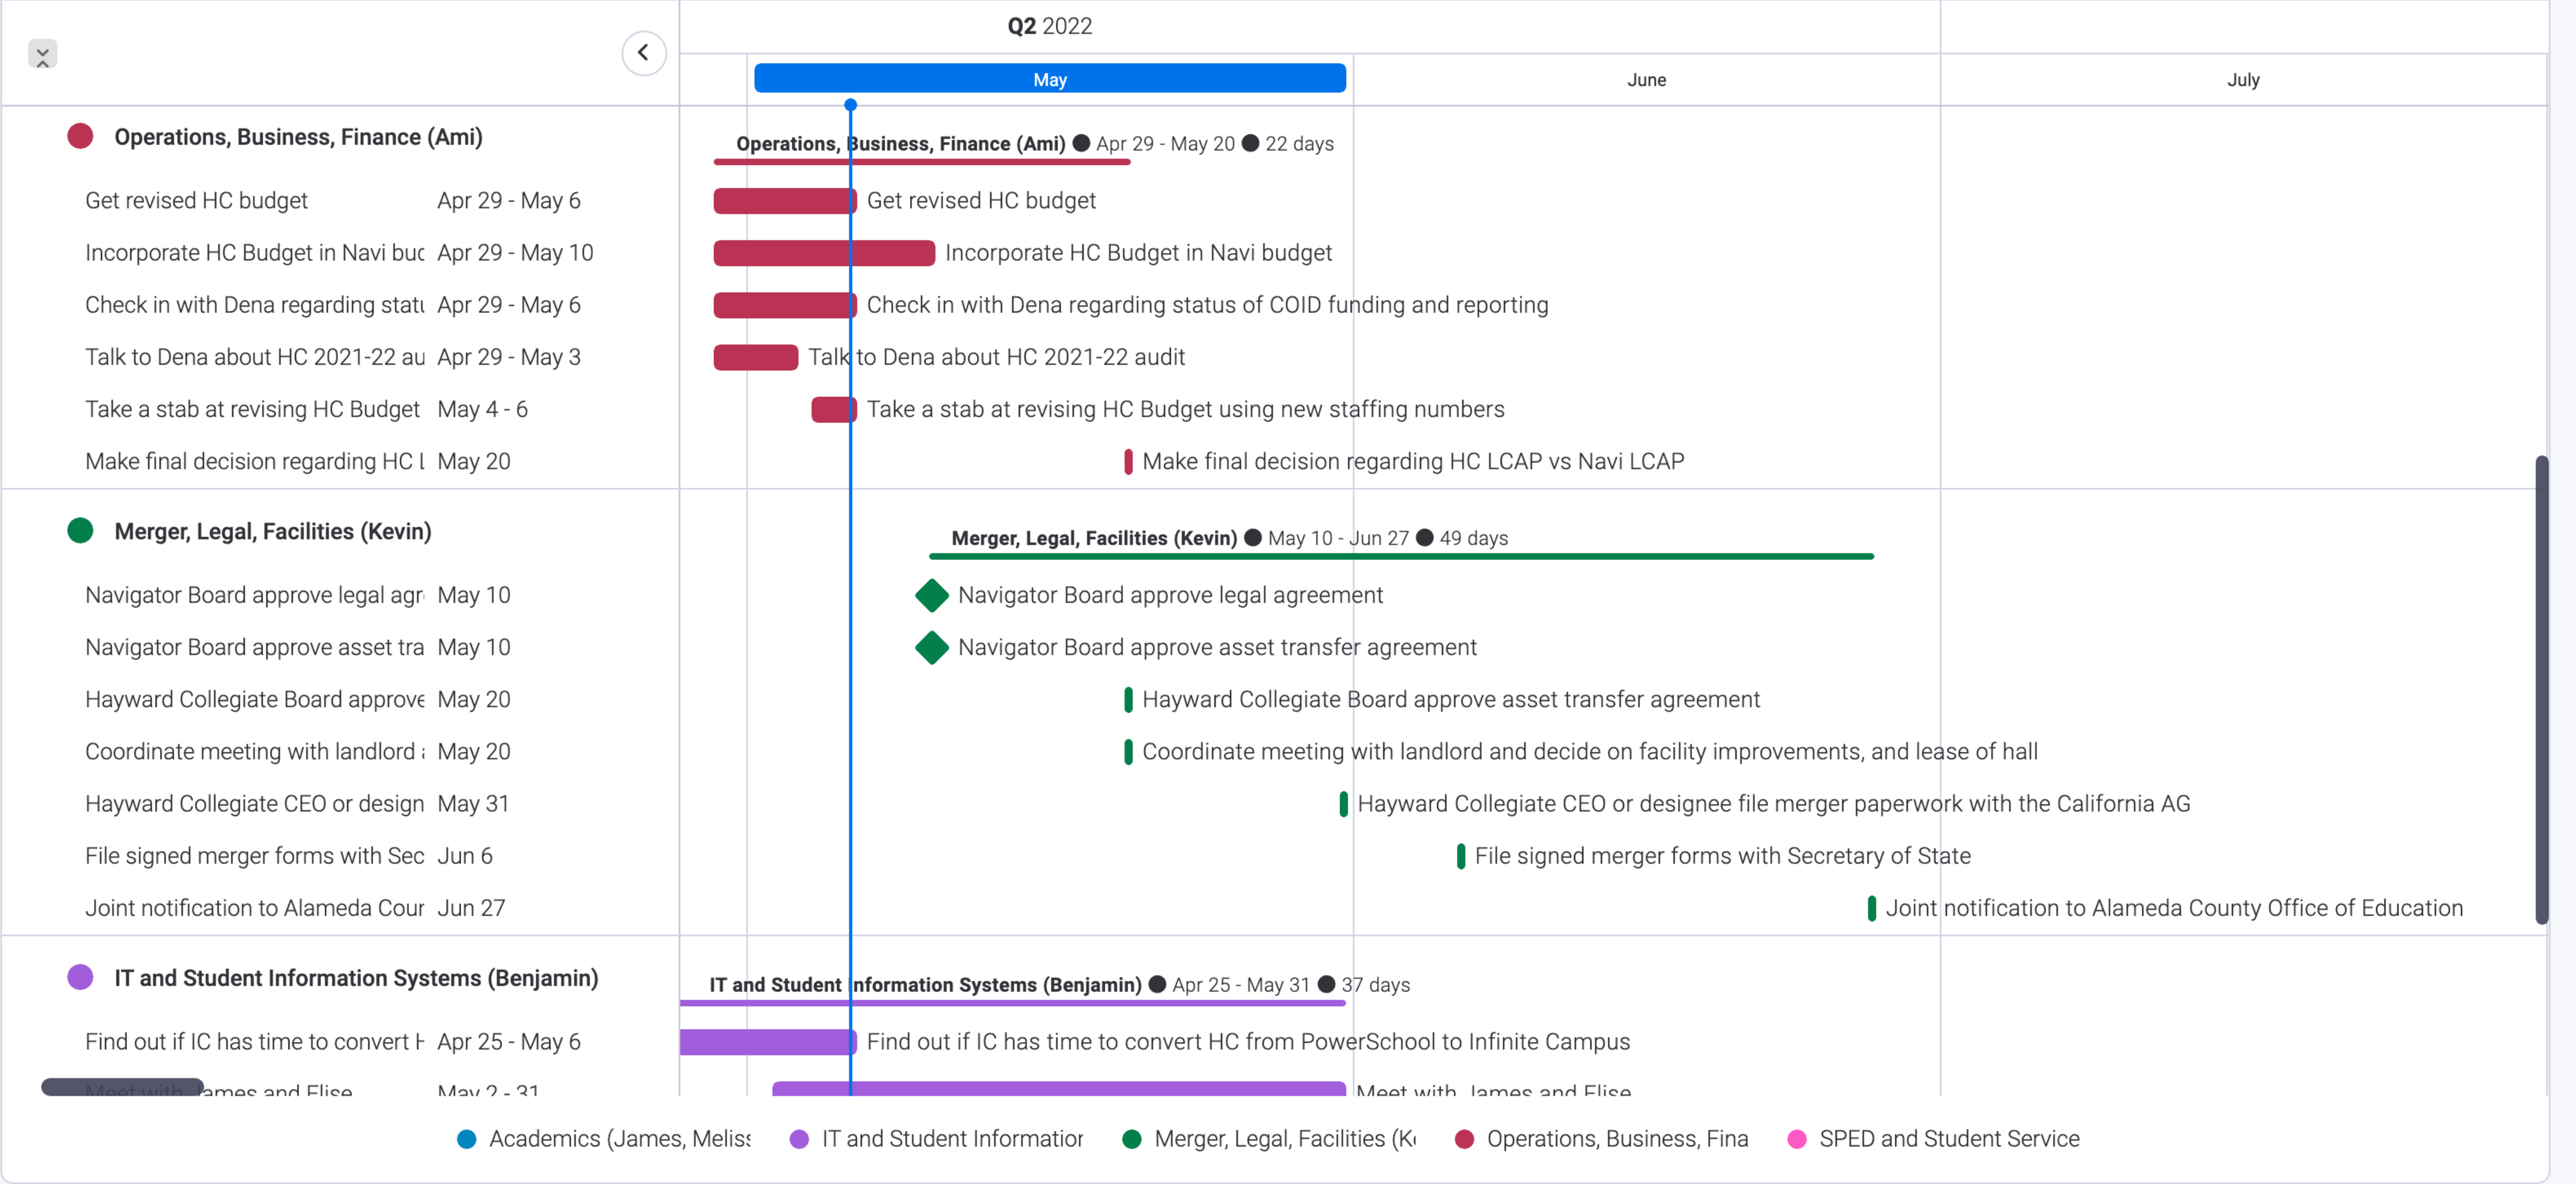 Q2 2022
May June July
Operations, Business, Finance (Ami)
Operations, Business, Finance (Ami) ● Apr 29 - May 20 ● 22 days
Get revised HC budget Apr 29 - May 6 Get revised HC budget
Incorporate HC Budget in Navi buc Apr 29 - May 10 Incorporate HC Budget in Navi budget
Check in with Dena regarding statu Apr 29 - May 6 Check in with Dena regarding status of COID funding and reporting
Talk to Dena about HC 2021-22 au Apr 29 - May 3 Talk to Dena about HC 2021-22 audit
Take a stab at revising HC Budget May 4 - 6 Take a stab at revising HC Budget using new staffing numbers
Make final decision regarding HC L May 20 Make final decision regarding HC LCAP vs Navi LCAP
Merger, Legal, Facilities (Kevin)
Merger, Legal, Facilities (Kevin) ● May 10 - Jun 27 ● 49 days
Navigator Board approve legal agr May 10 Navigator Board approve legal agreement
Navigator Board approve asset tra May 10 Navigator Board approve asset transfer agreement
Hayward Collegiate Board approve May 20 Hayward Collegiate Board approve asset transfer agreement
Coordinate meeting with landlord May 20 Coordinate meeting with landlord and decide on facility improvements, and lease of hall
Hayward Collegiate CEO or design May 31 Hayward Collegiate CEO or designee file merger paperwork with the California AG
File signed merger forms with Sec Jun 6 File signed merger forms with Secretary of State
Joint notification to Alameda Cour Jun 27 Joint notification to Alameda County Office of Education
IT and Student Information Systems (Benjamin)
IT and Student Information Systems (Benjamin) ● Apr 25 - May 31 ● 37 days
Find out if IC has time to convert H Apr 25 - May 6 Find out if IC has time to convert HC from PowerSchool to Infinite Campus
Meet with James and Elise May 2 - 31 Meet with James and Elise
Academics (James, Meliss IT and Student Information Merger, Legal, Facilities (Ke Operations, Business, Fina SPED and Student Service